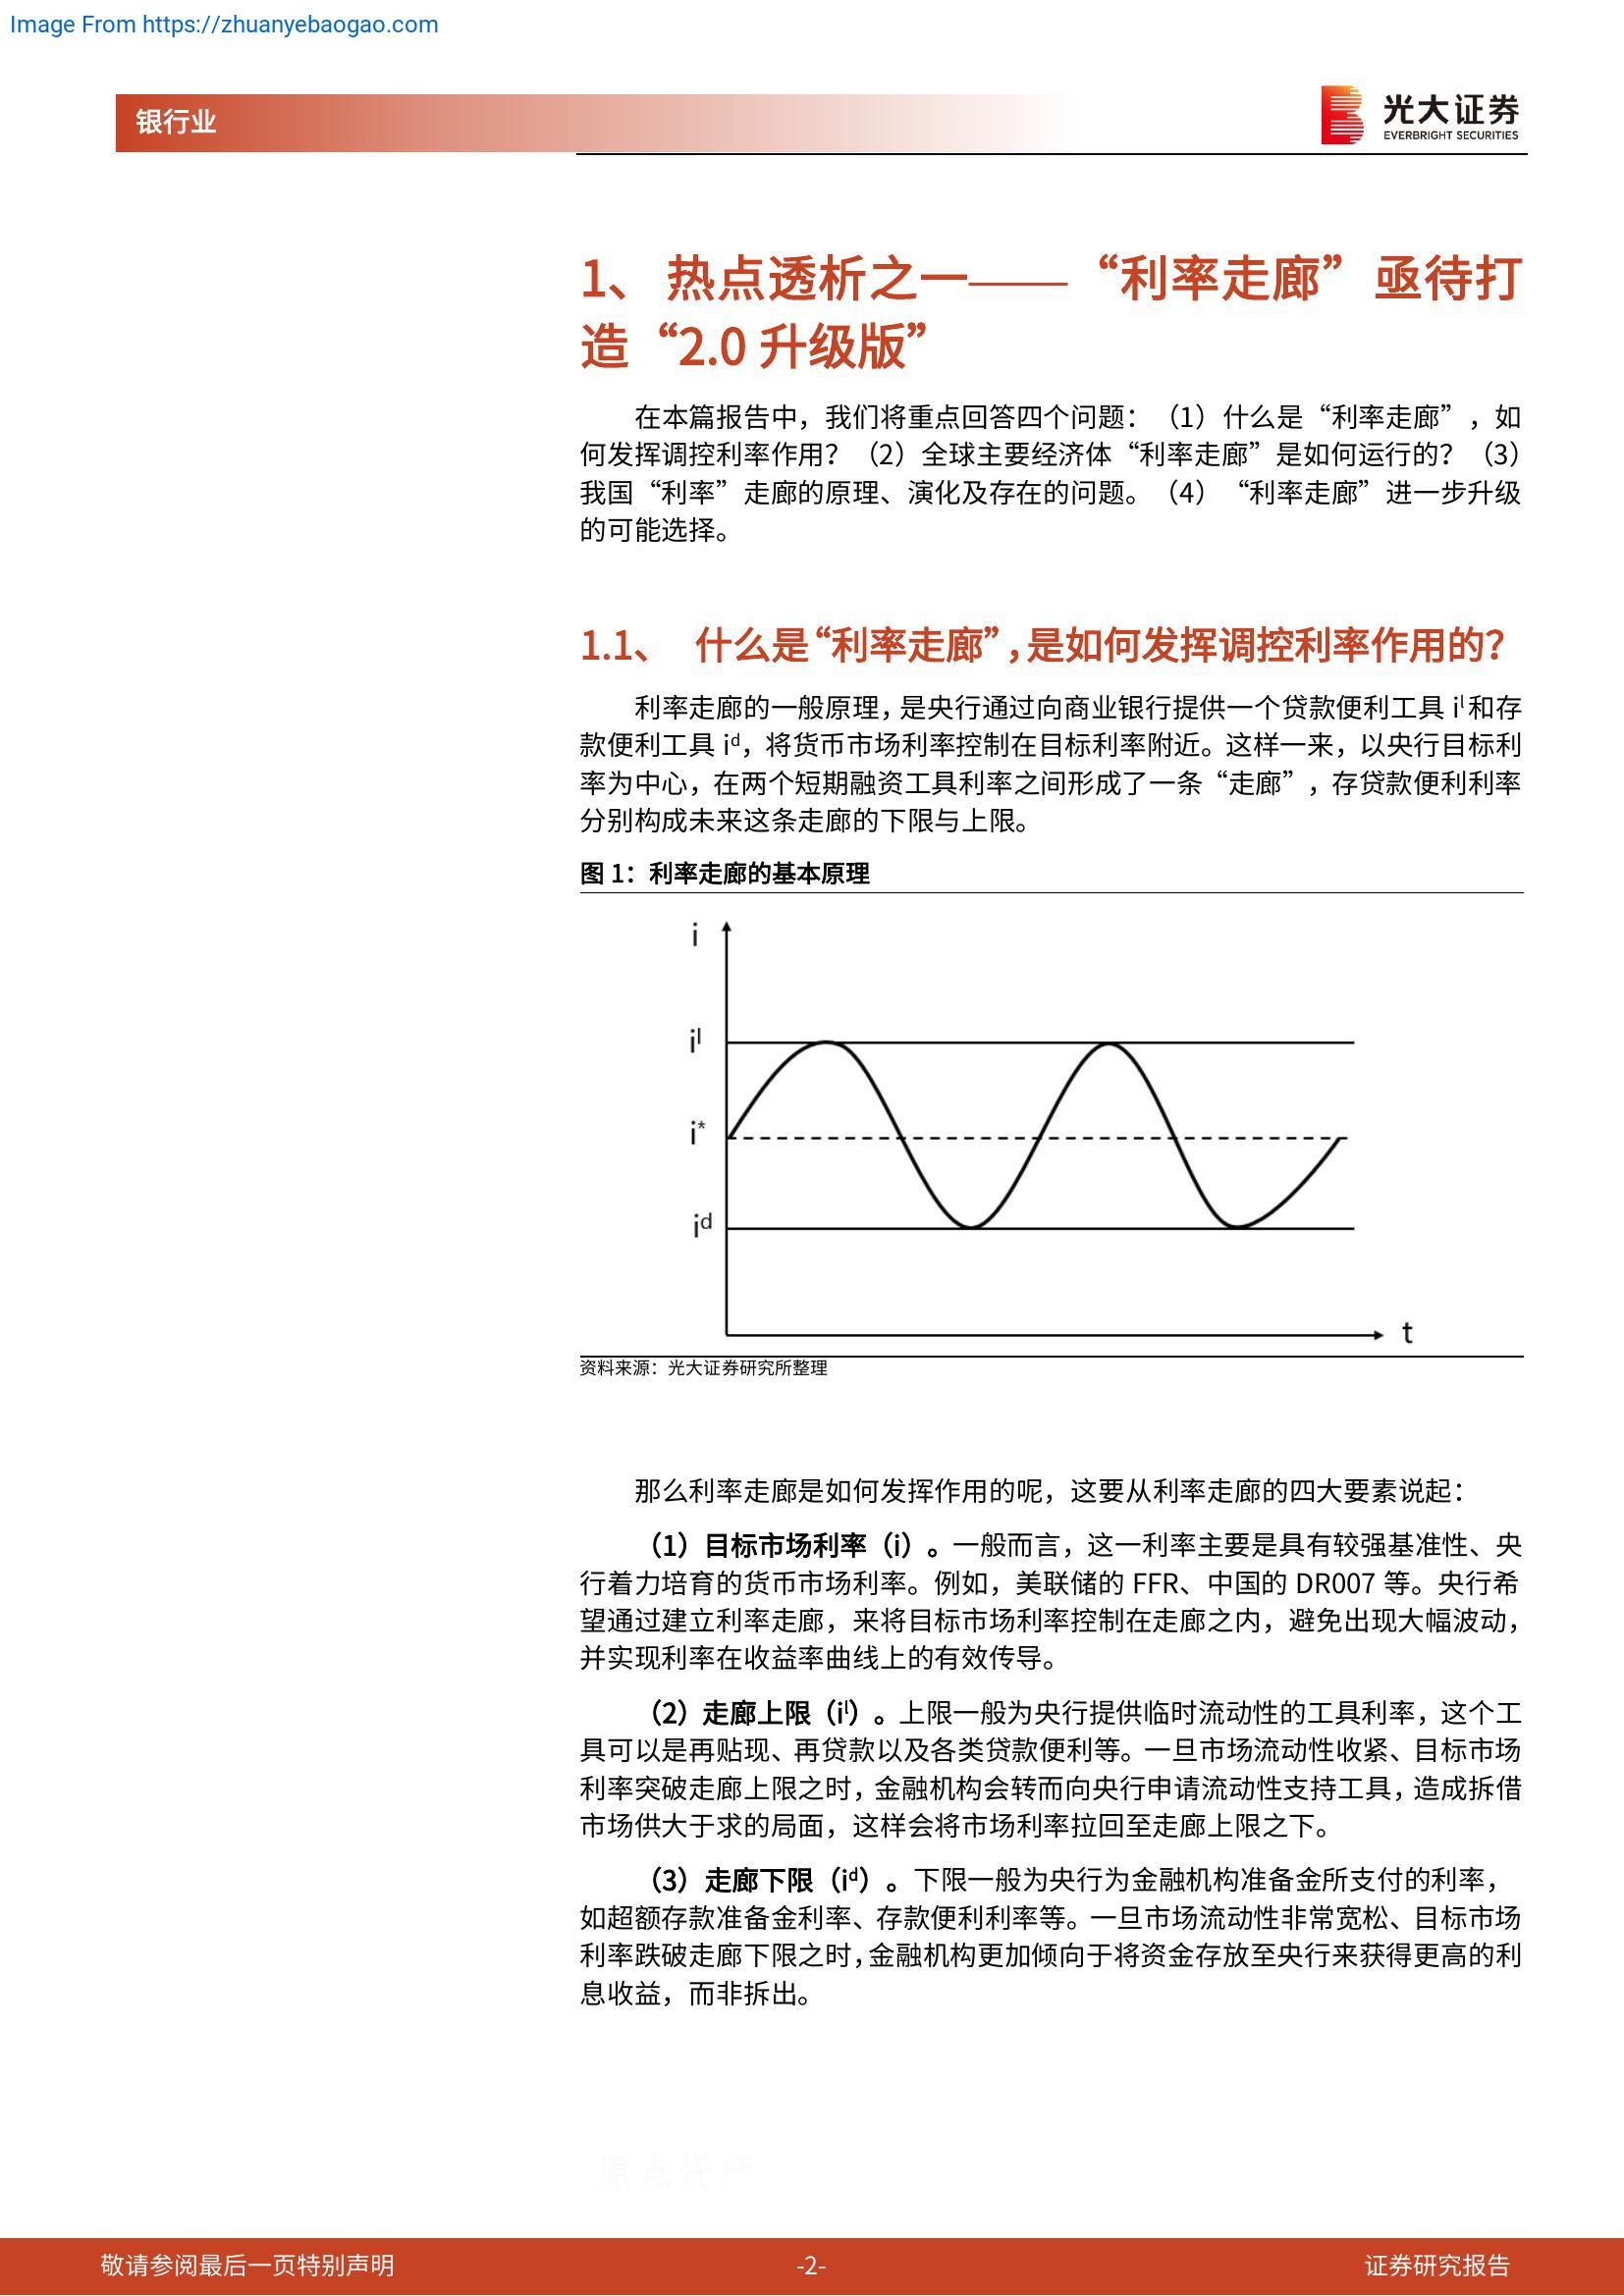 Image From https://zhuanyebaogao.com
银行业
光大证券
EVERBRIGHT SECURITIES
1、 热点透析之一——“利率走廊”亟待打
造“2.0 升级版”
在本篇报告中，我们将重点回答四个问题：（1）什么是“利率走廊”，如
何发挥调控利率作用？（2）全球主要经济体“利率走廊”是如何运行的？（3）
我国“利率”走廊的原理、演化及存在的问题。（4）“利率走廊”进一步升级
的可能选择。
1.1、 什么是“利率走廊”，是如何发挥调控利率作用的？
利率走廊的一般原理，是央行通过向商业银行提供一个贷款便利工具 iˡ和存
款便利工具 iᵈ，将货币市场利率控制在目标利率附近。这样一来，以央行目标利
率为中心，在两个短期融资工具利率之间形成了一条“走廊”，存贷款便利利率
分别构成未来这条走廊的下限与上限。
图 1：利率走廊的基本原理
i
iˡ
i*
iᵈ
t
资料来源：光大证券研究所整理
那么利率走廊是如何发挥作用的呢，这要从利率走廊的四大要素说起：
（1）目标市场利率（i）。一般而言，这一利率主要是具有较强基准性、央
行着力培育的货币市场利率。例如，美联储的 FFR、中国的 DR007 等。央行希
望通过建立利率走廊，来将目标市场利率控制在走廊之内，避免出现大幅波动，
并实现利率在收益率曲线上的有效传导。
（2）走廊上限（iˡ）。上限一般为央行提供临时流动性的工具利率，这个工
具可以是再贴现、再贷款以及各类贷款便利等。一旦市场流动性收紧、目标市场
利率突破走廊上限之时，金融机构会转而向央行申请流动性支持工具，造成拆借
市场供大于求的局面，这样会将市场利率拉回至走廊上限之下。
（3）走廊下限（iᵈ）。下限一般为央行为金融机构准备金所支付的利率，
如超额存款准备金利率、存款便利利率等。一旦市场流动性非常宽松、目标市场
利率跌破走廊下限之时，金融机构更加倾向于将资金存放至央行来获得更高的利
息收益，而非拆出。
原点资产
敬请参阅最后一页特别声明
-2-
证券研究报告